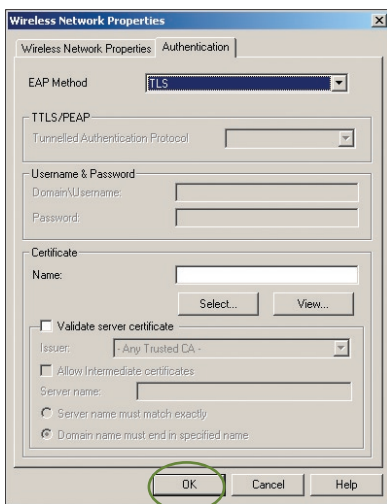 Wireless Network Properties
Wireless Network Properties Authentication
EAP Method TLS
TTLS/PEAP
Tunnelled Authentication Protocol
Username & Password
Domain\Username:
Password:
Certificate
Name:
Select... View...
Validate server certificate
Issuer: - Any Trusted CA -
Allow Intermediate certificates
Server name:
Server name must match exactly
Domain name must end in specified name
OK Cancel Help